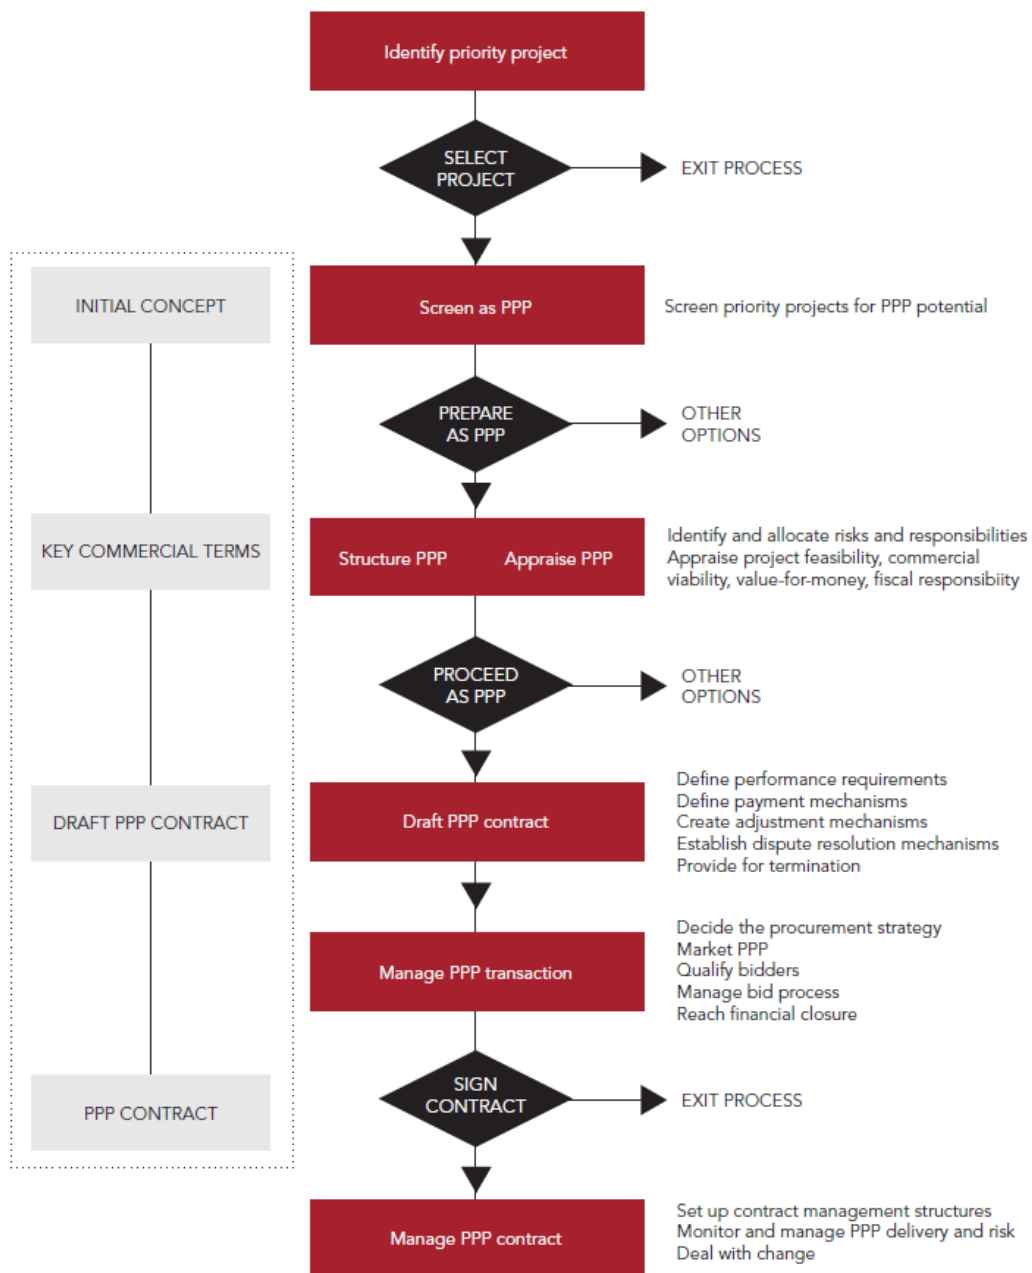 Identify priority project
SELECT
PROJECT
EXIT PROCESS
INITIAL CONCEPT
Screen as PPP
Screen priority projects for PPP potential
PREPARE
AS PPP
OTHER
OPTIONS
KEY COMMERCIAL TERMS
Structure PPP
Appraise PPP
Identify and allocate risks and responsibilities
Appraise project feasibility, commercial
viability, value-for-money, fiscal responsibiity
PROCEED
AS PPP
OTHER
OPTIONS
DRAFT PPP CONTRACT
Draft PPP contract
Define performance requirements
Define payment mechanisms
Create adjustment mechanisms
Establish dispute resolution mechanisms
Provide for termination
Manage PPP transaction
Decide the procurement strategy
Market PPP
Qualify bidders
Manage bid process
Reach financial closure
SIGN
CONTRACT
EXIT PROCESS
PPP CONTRACT
Manage PPP contract
Set up contract management structures
Monitor and manage PPP delivery and risk
Deal with change